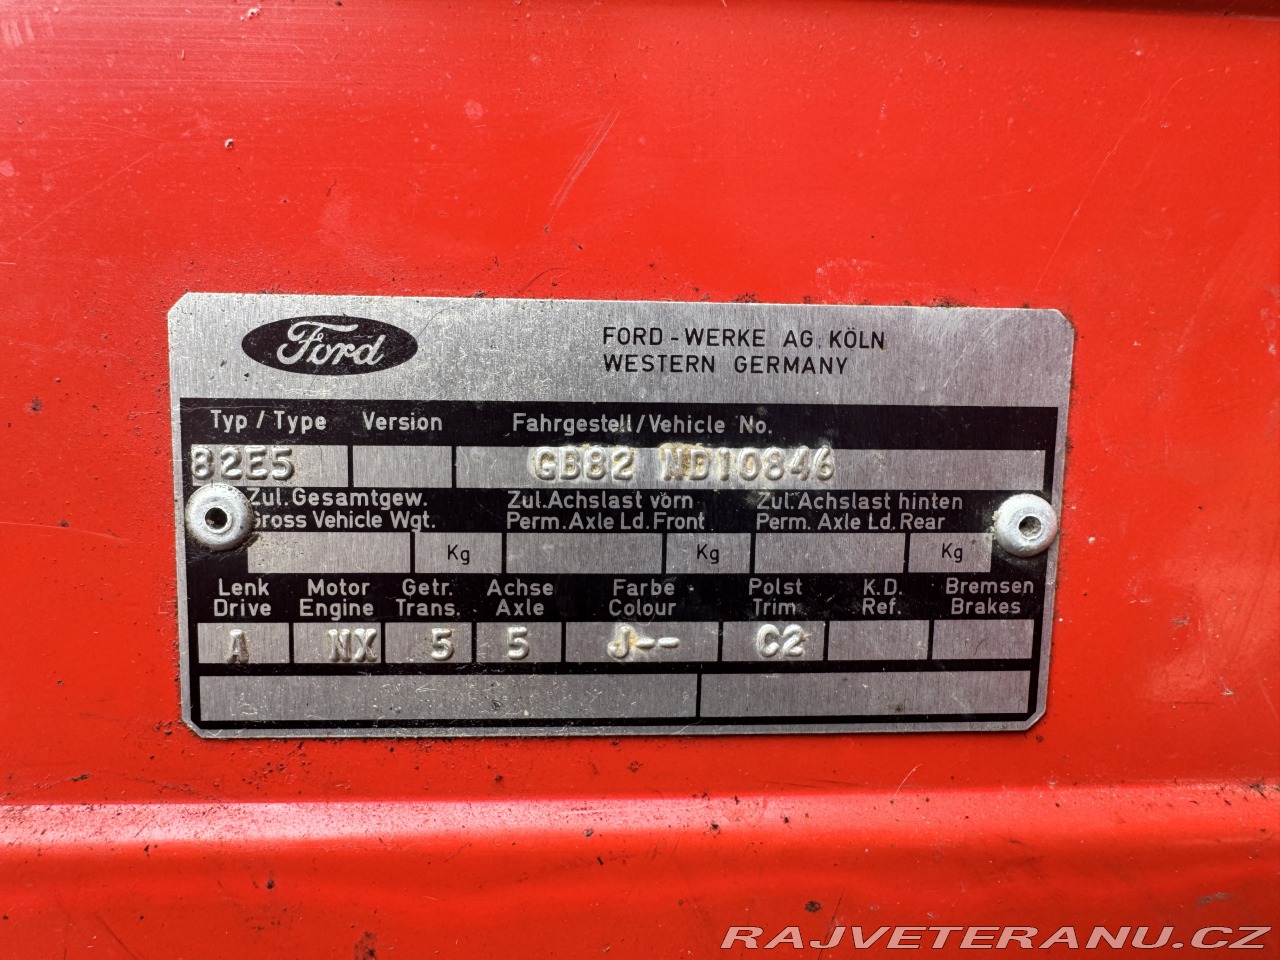 Ford
FORD-WERKE AG. KÖLN
WESTERN GERMANY
Typ / Type Version Fahrgestell/Vehicle No.
82E5 GB82 NB10846
Zul. Gesamtgew. Zul. Achslast vorn Zul. Achslast hinten
Gross Vehicle Wgt. Perm. Axle Ld. Front Perm. Axle Ld. Rear
Kg Kg Kg
Lenk Motor Getr. Achse Farbe Polst K.D. Bremsen
Drive Engine Trans. Axle Colour Trim Ref. Brakes
A NX 5 5 J-- C2
RAJVETERANU.CZ